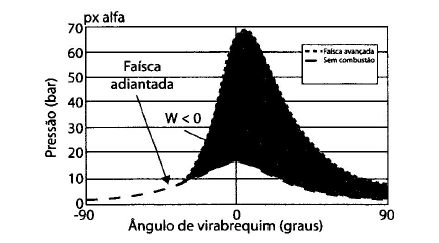 px alfa
70
60
50
40
30
20
10
0
Pressão (bar)
Faísca
adiantada
W < 0
Faísca avançada
Sem combustão
-90
0
90
Ângulo de virabrequim (graus)